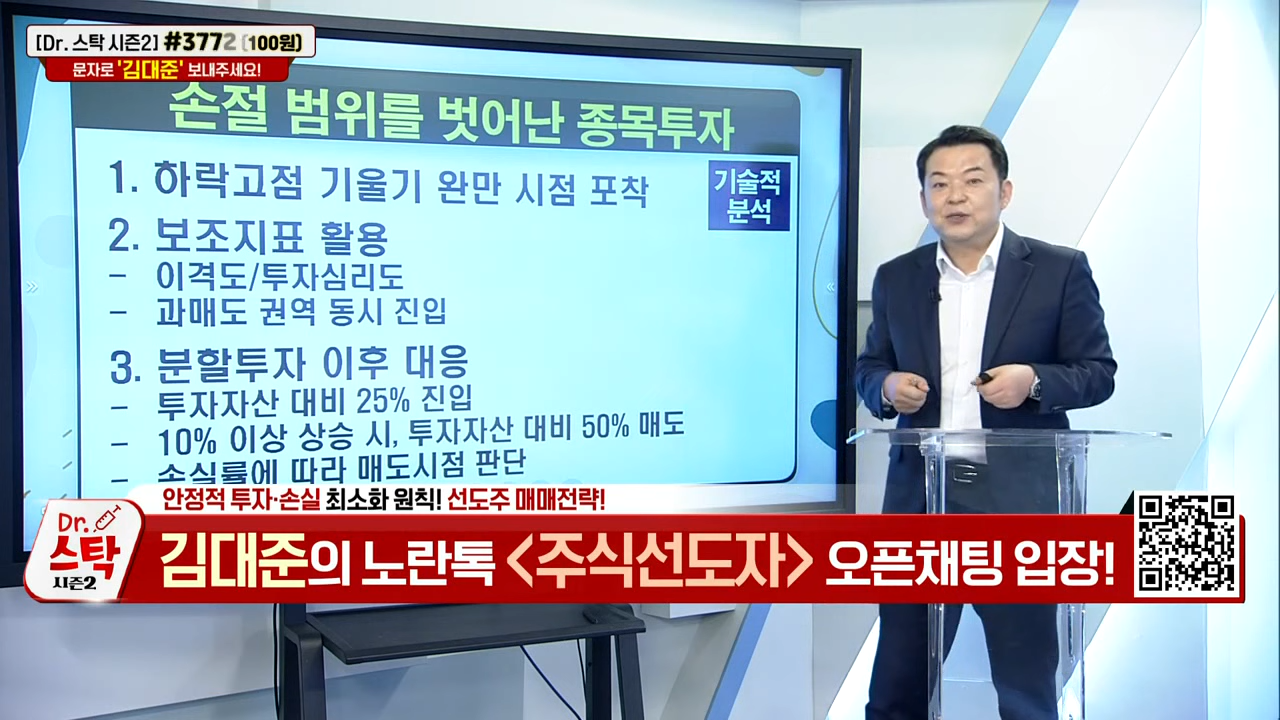 [Dr. 스탁 시즌2] #3772 (100원)
문자로 '김대준' 보내주세요!
손절 범위를 벗어난 종목투자
기술적
분석
1. 하락고점 기울기 완만 시점 포착
2. 보조지표 활용
- 이격도/투자심리도
- 과매도 권역 동시 진입
3. 분할투자 이후 대응
- 투자자산 대비 25% 진입
- 10% 이상 상승 시, 투자자산 대비 50% 매도
- 손실률에 따라 매도시점 판단
안정적 투자·손실 최소화 원칙! 선도주 매매전략!
Dr.
스탁
시즌2
김대준의 노란톡 <주식선도자> 오픈채팅 입장!